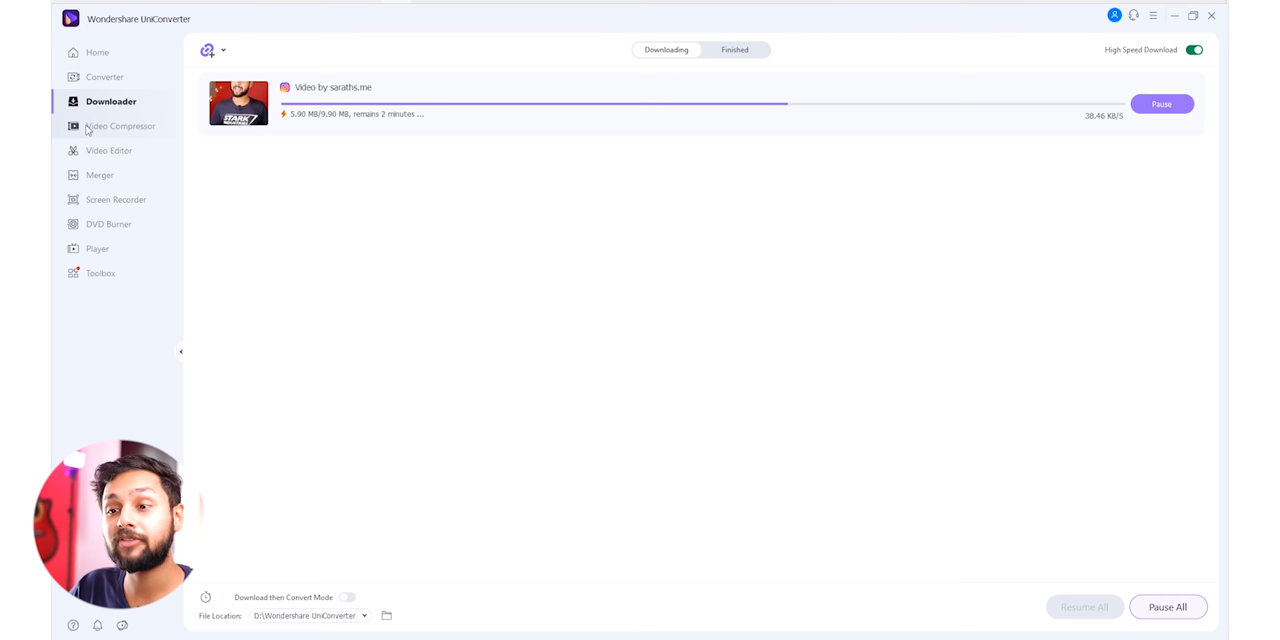 Wondershare UniConverter
Home
Converter
Downloader
Video Compressor
Video Editor
Merger
Screen Recorder
DVD Burner
Player
Toolbox
Downloading
Finished
High Speed Download
Video by saraths.me
5.90 MB/9.90 MB, remains 2 minutes ...
38.46 KB/S
Pause
STARK
INDUSTRIES
Download then Convert Mode
File Location:
D:\Wondershare UniConverter
Resume All
Pause All